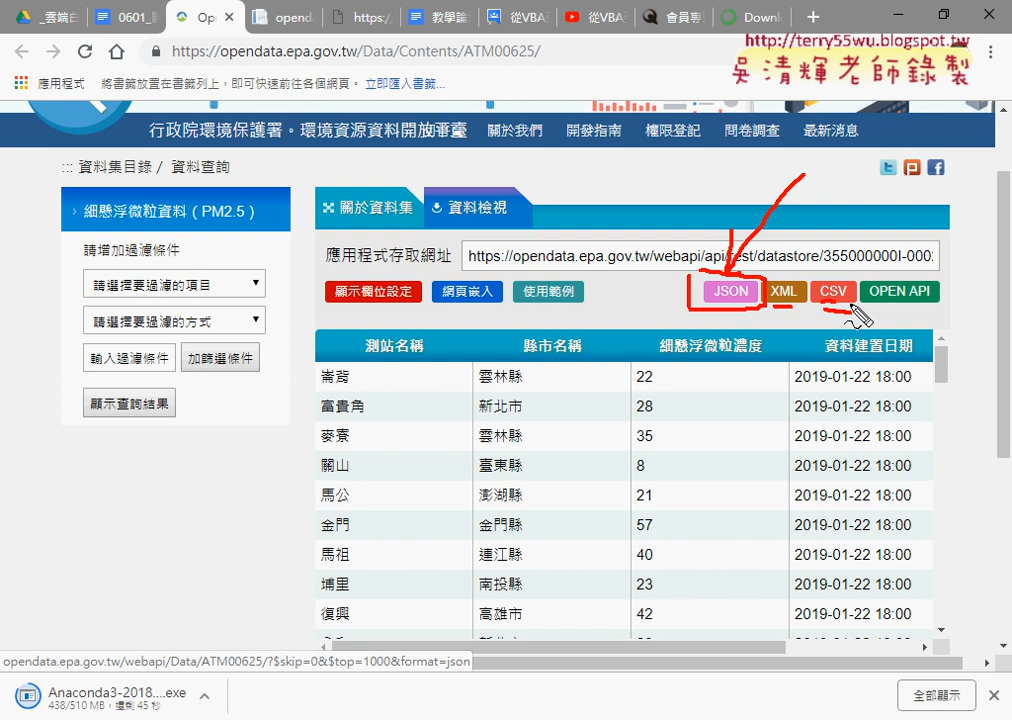 _雲端白
0601_
Op
opend
https:/
教學論
從VBA
從VBA
會員專
Downl
https://opendata.epa.gov.tw/Data/Contents/ATM00625/
http://terry55wu.blogspot.tw
吳清輝老師錄製
應用程式
將書籤放置在書籤列上，即可快速前往各個網頁。 立即匯入書籤...
行政院環境保護署。環境資源資料開放平臺
關於我們
開發指南
權限登記
問卷調查
最新消息
::: 資料集目錄 / 資料查詢
細懸浮微粒資料 ( PM2.5 )
關於資料集
資料檢視
請增加過濾條件
請選擇要過濾的項目
請選擇要過濾的方式
輸入過濾條件
加篩選條件
顯示查詢結果
應用程式存取網址
https://opendata.epa.gov.tw/webapi/api/rest/datastore/355000000I-000
顯示欄位設定
網頁嵌入
使用範例
JSON
XML
CSV
OPEN API
測站名稱 縣市名稱 細懸浮微粒濃度 資料建置日期
崙背 雲林縣 22 2019-01-22 18:00
富貴角 新北市 28 2019-01-22 18:00
麥寮 雲林縣 35 2019-01-22 18:00
關山 臺東縣 8 2019-01-22 18:00
馬公 澎湖縣 21 2019-01-22 18:00
金門 金門縣 57 2019-01-22 18:00
馬祖 連江縣 40 2019-01-22 18:00
埔里 南投縣 23 2019-01-22 18:00
復興 高雄市 42 2019-01-22 18:00
opendata.epa.gov.tw/webapi/Data/ATM00625/?$skip=0&$top=1000&format=json
Anaconda3-2018....exe
438/510 MB，還剩 45 秒
全部顯示